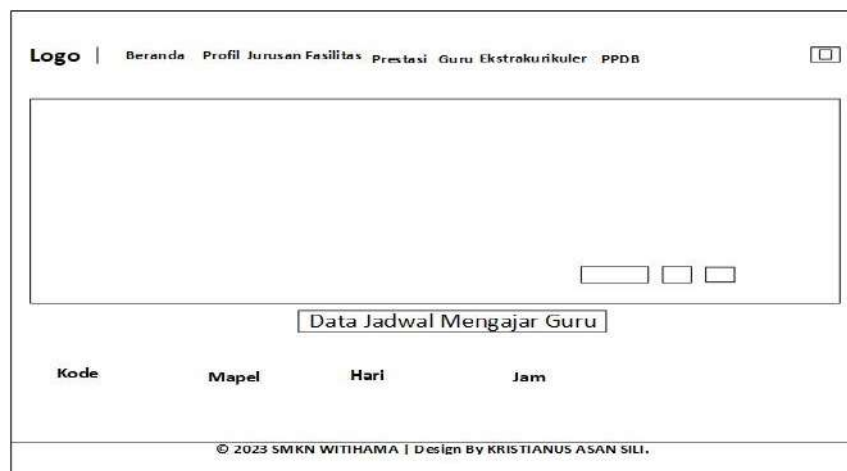 Logo | Beranda Profil Jurusan Fasilitas Prestasi Guru Ekstrakurikuler PPDB
Data Jadwal Mengajar Guru
Kode Mapel Hari Jam
© 2023 SMKN WITIHAMA | Design By KRISTIANUS ASAN SILI.